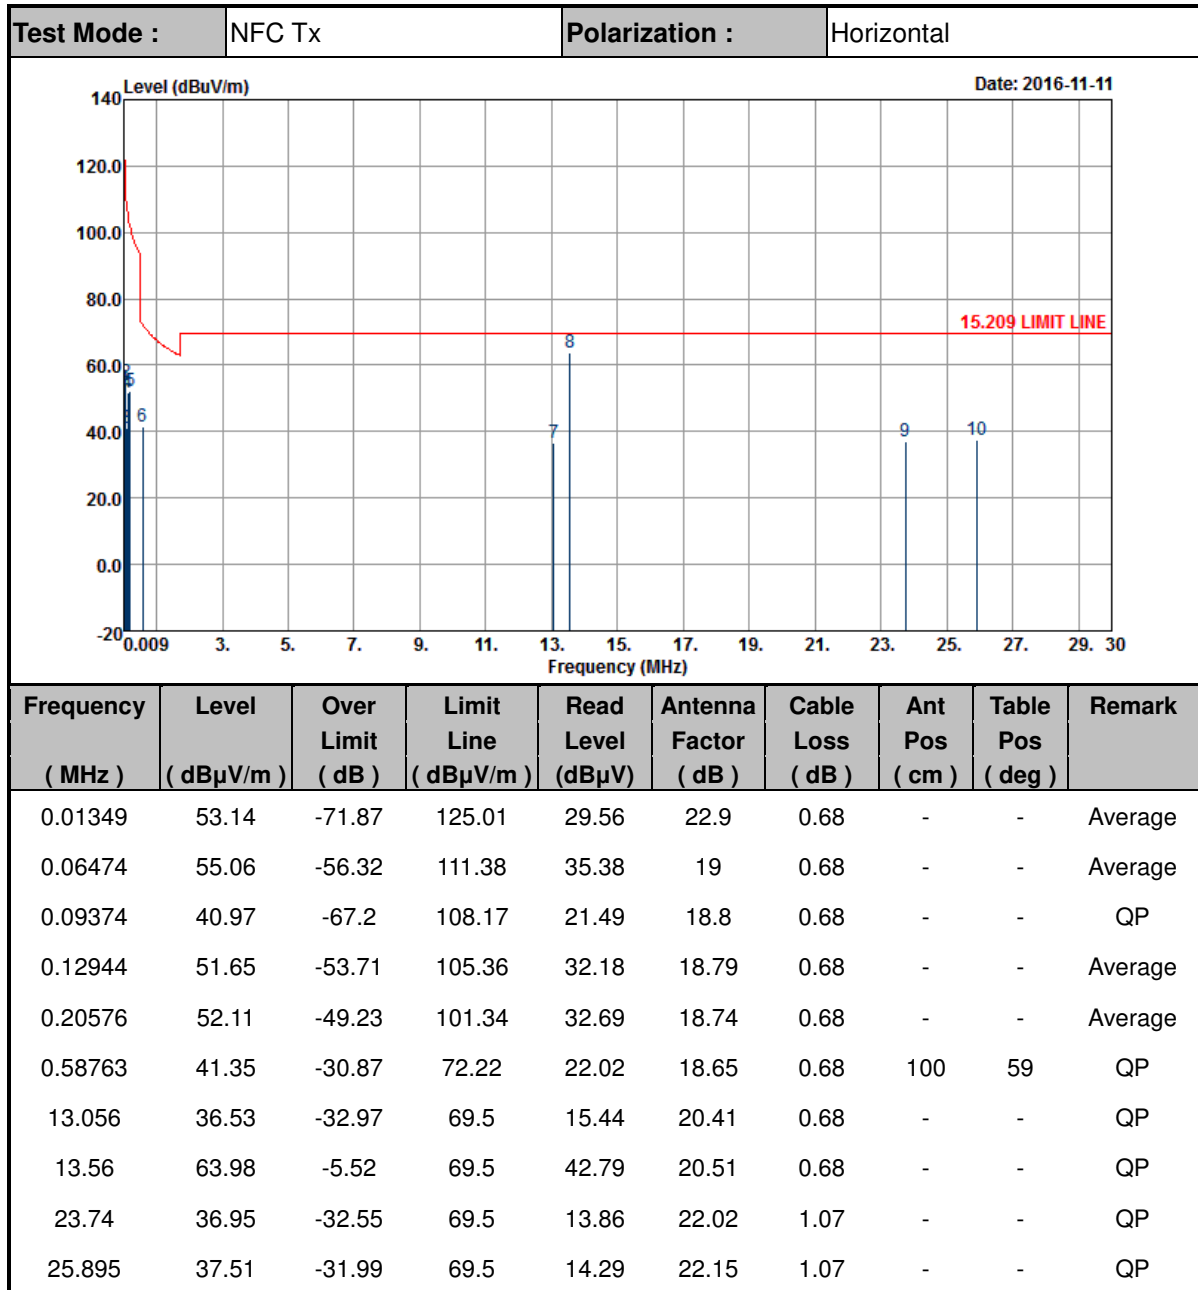 Test Mode : NFC Tx Polarization : Horizontal
Level (dBuV/m) Date: 2016-11-11
140
120.0
100.0
80.0
15.209 LIMIT LINE
8
60.0
5
6
40.0
7 9 10
20.0
0.0
-20
0.009 3. 5. 7. 9. 11. 13. 15. 17. 19. 21. 23. 25. 27. 29. 30
Frequency (MHz)
Frequency Level Over Limit Read Antenna Cable Ant Table Remark
Limit Line Level Factor Loss Pos Pos
( MHz ) ( dBµV/m ) ( dB ) ( dBµV/m ) (dBµV) ( dB ) ( dB ) ( cm ) ( deg )
0.01349 53.14 -71.87 125.01 29.56 22.9 0.68 - - Average
0.06474 55.06 -56.32 111.38 35.38 19 0.68 - - Average
0.09374 40.97 -67.2 108.17 21.49 18.8 0.68 - - QP
0.12944 51.65 -53.71 105.36 32.18 18.79 0.68 - - Average
0.20576 52.11 -49.23 101.34 32.69 18.74 0.68 - - Average
0.58763 41.35 -30.87 72.22 22.02 18.65 0.68 100 59 QP
13.056 36.53 -32.97 69.5 15.44 20.41 0.68 - - QP
13.56 63.98 -5.52 69.5 42.79 20.51 0.68 - - QP
23.74 36.95 -32.55 69.5 13.86 22.02 1.07 - - QP
25.895 37.51 -31.99 69.5 14.29 22.15 1.07 - - QP